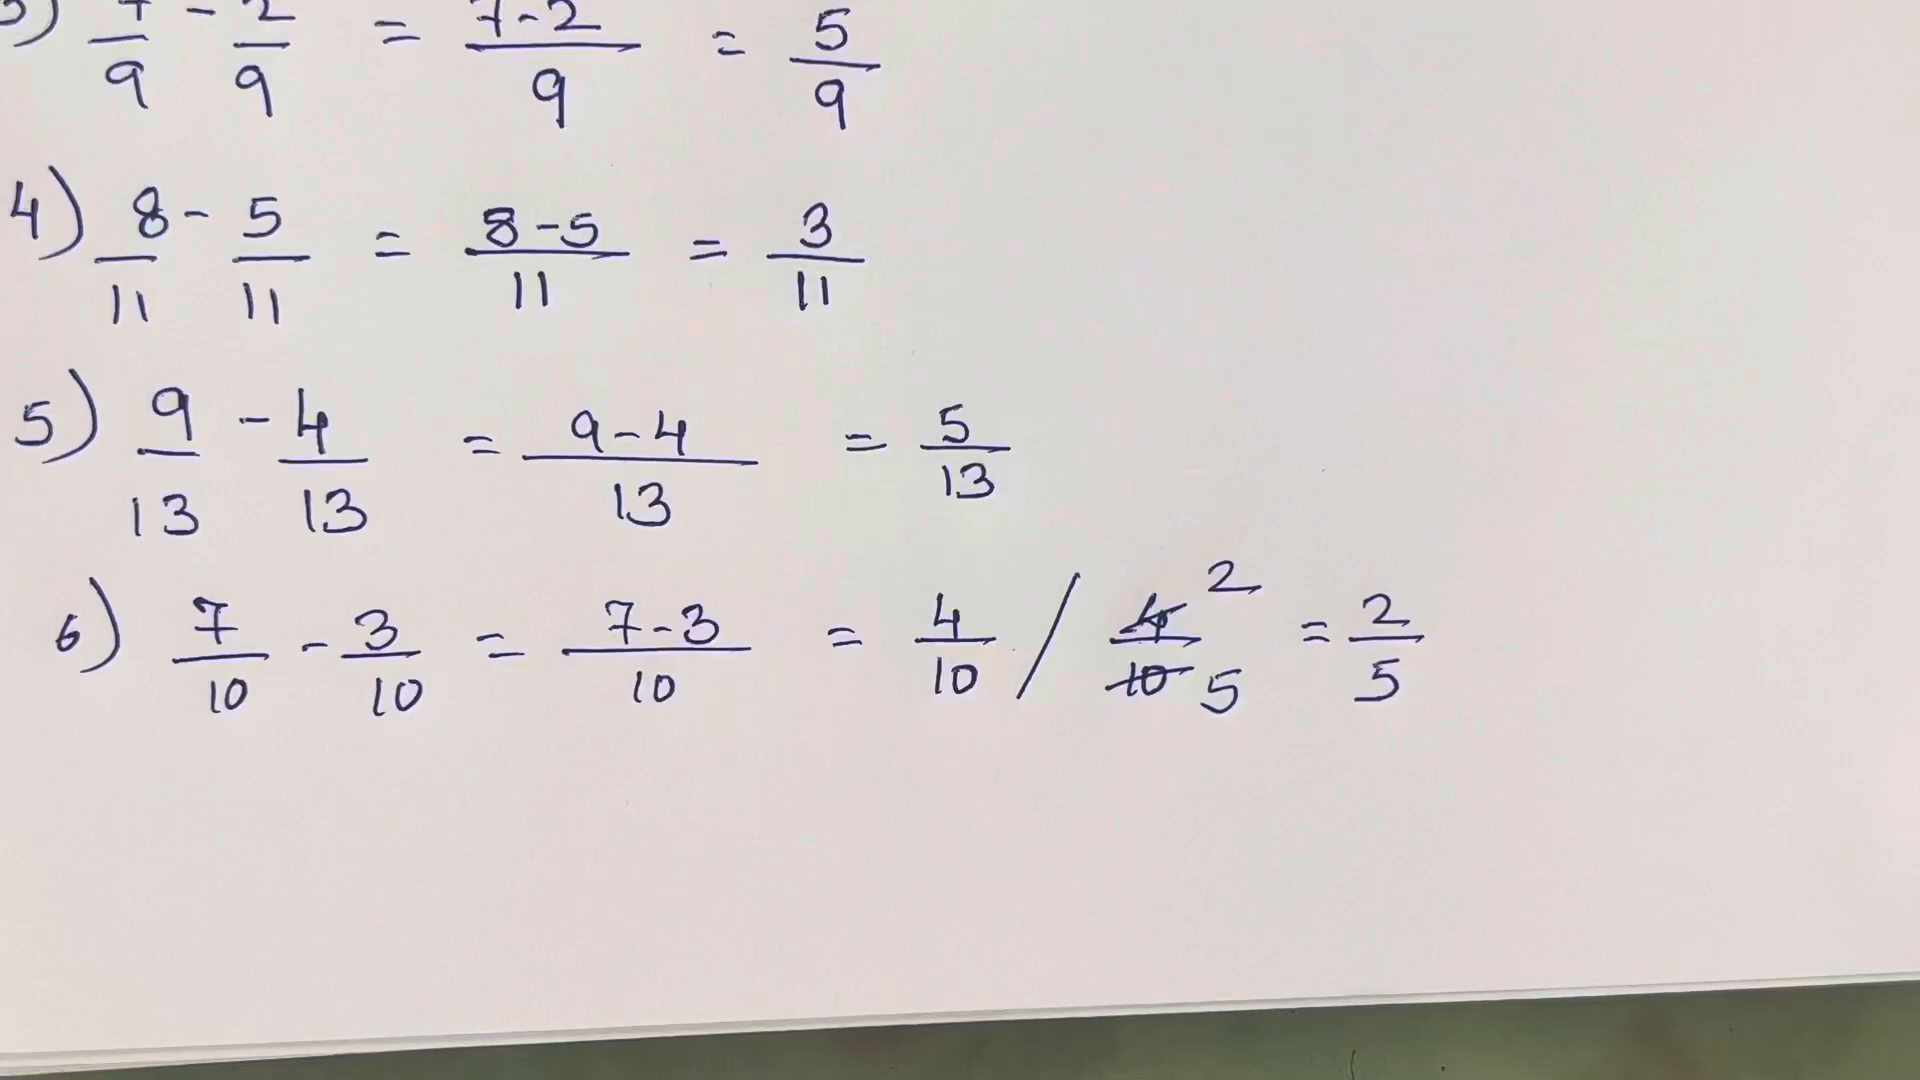 3) 7/9 - 2/9 = 7-2/9 = 5/9
4) 8/11 - 5/11 = 8-5/11 = 3/11
5) 9/13 - 4/13 = 9-4/13 = 5/13
6) 7/10 - 3/10 = 7-3/10 = 4/10 / 4/10 2/5 = 2/5